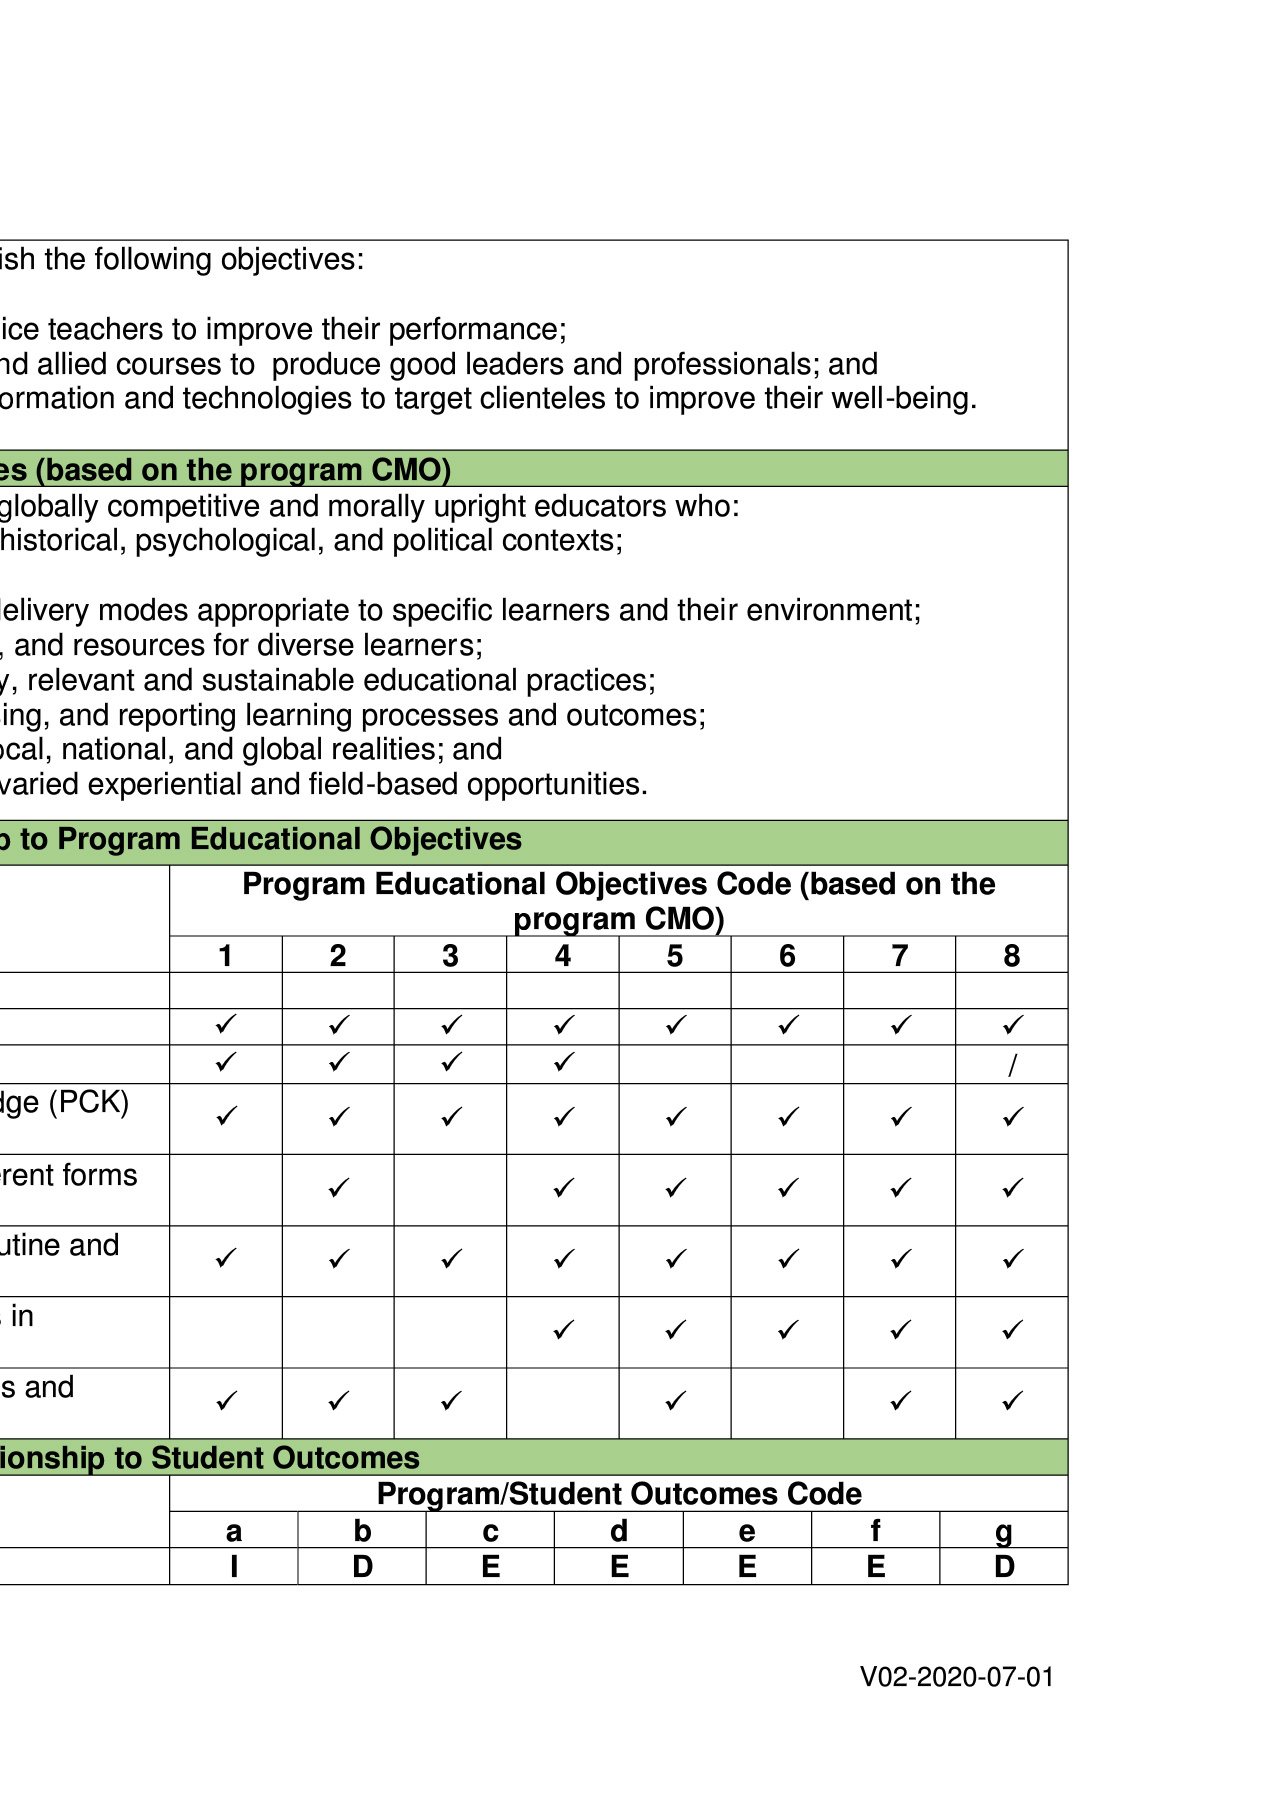 ish the following objectives:
ice teachers to improve their performance;
nd allied courses to  produce good leaders and professionals; and
ormation and technologies to target clienteles to improve their well-being.
es (based on the program CMO)
globally competitive and morally upright educators who:
historical, psychological, and political contexts;
delivery modes appropriate to specific learners and their environment;
, and resources for diverse learners;
y, relevant and sustainable educational practices;
sing, and reporting learning processes and outcomes;
ocal, national, and global realities; and
varied experiential and field-based opportunities.
p to Program Educational Objectives
Program Educational Objectives Code (based on the
program CMO)
1 2 3 4 5 6 7 8
✓ ✓ ✓ ✓ ✓ ✓ ✓ ✓
✓ ✓ ✓ ✓ /
dge (PCK)
✓ ✓ ✓ ✓ ✓ ✓ ✓ ✓
erent forms
✓ ✓ ✓ ✓ ✓ ✓
utine and
✓ ✓ ✓ ✓ ✓ ✓ ✓ ✓
s in
✓ ✓ ✓ ✓ ✓
s and
✓ ✓ ✓ ✓ ✓ ✓
ionship to Student Outcomes
Program/Student Outcomes Code
a b c d e f g
I D E E E E D
V02-2020-07-01